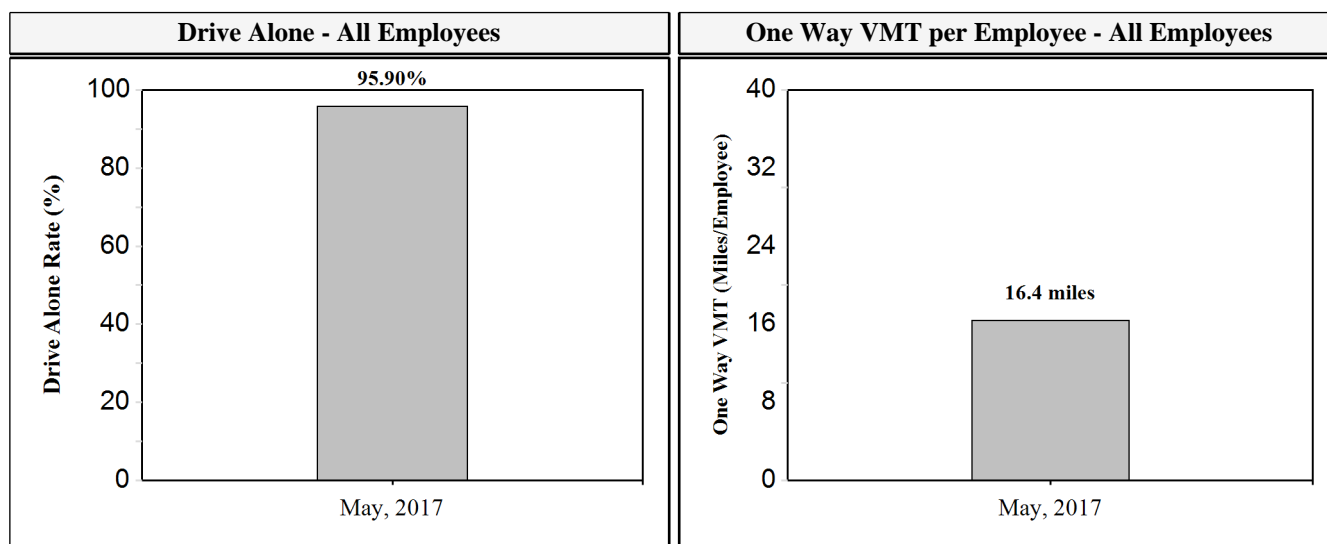 Drive Alone - All Employees
95.90%
100
80
60
40
20
0
Drive Alone Rate (%)
May, 2017
One Way VMT per Employee - All Employees
40
32
24
16
8
0
One Way VMT (Miles/Employee)
16.4 miles
May, 2017